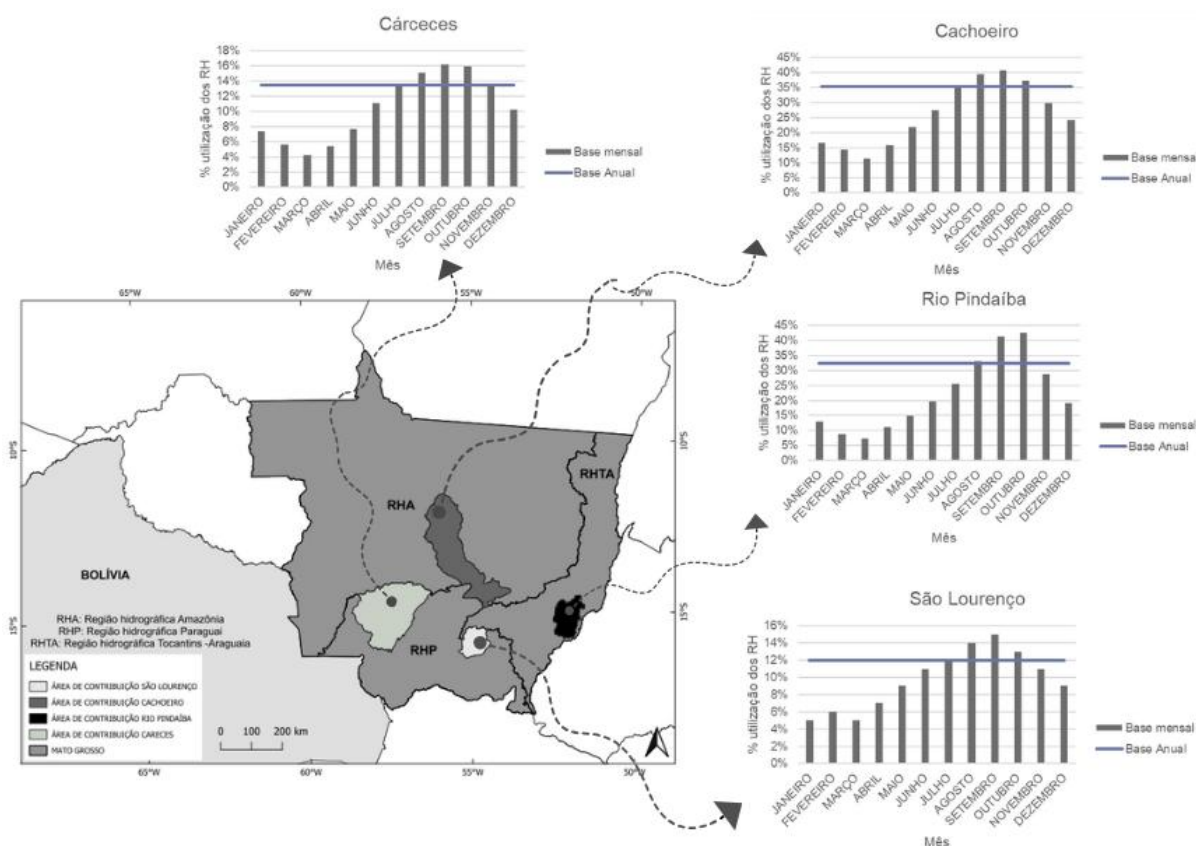 Cárceces
% utilização dos RH
18%
16%
14%
12%
10%
8%
6%
4%
2%
0%
JANEIRO
FEVEREIRO
MARÇO
ABRIL
MAIO
JUNHO
JULHO
AGOSTO
SETEMBRO
OUTUBRO
NOVEMBRO
DEZEMBRO
Mês
Base mensal
Base Anual
Cachoeiro
% utilização dos RH
45%
40%
35%
30%
25%
20%
15%
10%
5%
0%
JANEIRO
FEVEREIRO
MARÇO
ABRIL
MAIO
JUNHO
JULHO
AGOSTO
SETEMBRO
OUTUBRO
NOVEMBRO
DEZEMBRO
Mês
Base mensal
Base Anual
Rio Pindaíba
% utilização dos RH
45%
40%
35%
30%
25%
20%
15%
10%
5%
0%
JANEIRO
FEVEREIRO
MARÇO
ABRIL
MAIO
JUNHO
JULHO
AGOSTO
SETEMBRO
OUTUBRO
NOVEMBRO
DEZEMBRO
Mês
Base mensal
Base Anual
São Lourenço
% utilização dos RH
16%
14%
12%
10%
8%
6%
4%
2%
0%
JANEIRO
FEVEREIRO
MARÇO
ABRIL
MAIO
JUNHO
JULHO
AGOSTO
SETEMBRO
OUTUBRO
NOVEMBRO
DEZEMBRO
Mês
Base mensal
Base Anual
65°W
60°W
55°W
50°W
10°S
10°S
RHTA
RHA
BOLÍVIA
15°S
15°S
RHP
RHA: Região hidrográfica Amazônia
RHP: Região hidrográfica Paraguai
RHTA: Região hidrográfica Tocantins -Araguaia
LEGENDA
ÁREA DE CONTRIBUIÇÃO SÃO LOURENÇO
ÁREA DE CONTRIBUIÇÃO CACHOEIRO
ÁREA DE CONTRIBUIÇÃO RIO PINDAÍBA
ÁREA DE CONTRIBUIÇÃO CARECES
MATO GROSSO
0 100 200 km
65°W
60°W
55°W
50°W